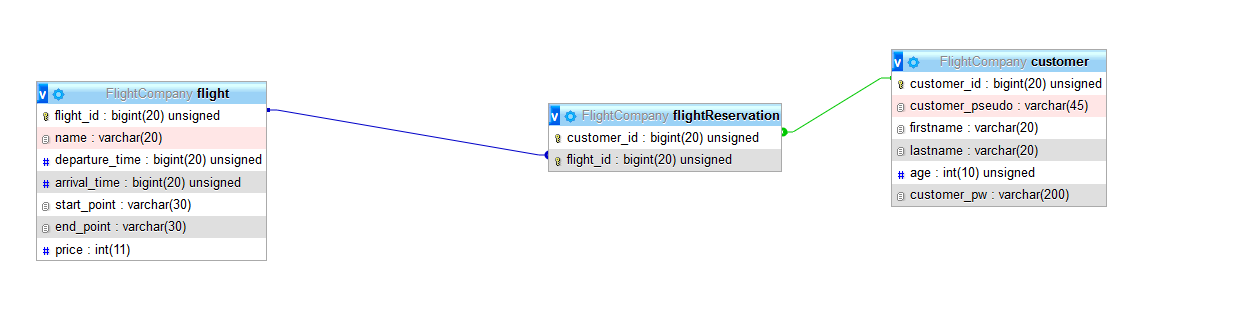 v FlightCompany flight
flight_id : bigint(20) unsigned
name : varchar(20)
# departure_time : bigint(20) unsigned
# arrival_time : bigint(20) unsigned
start_point : varchar(30)
end_point : varchar(30)
# price : int(11)
v FlightCompany flightReservation
customer_id : bigint(20) unsigned
flight_id : bigint(20) unsigned
v FlightCompany customer
customer_id : bigint(20) unsigned
customer_pseudo : varchar(45)
firstname : varchar(20)
lastname : varchar(20)
# age : int(10) unsigned
customer_pw : varchar(200)